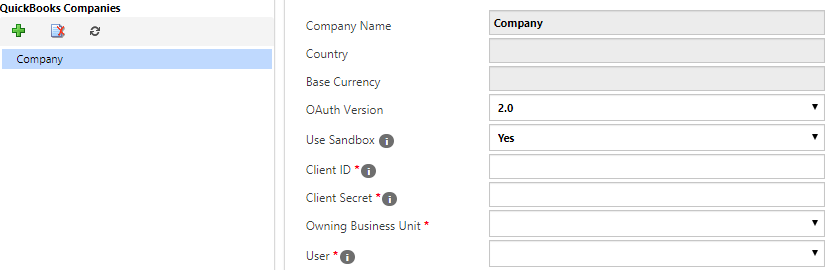 QuickBooks Companies
Company
Company Name Company
Country
Base Currency
OAuth Version 2.0
Use Sandbox i Yes
Client ID * i
Client Secret * i
Owning Business Unit *
User * i